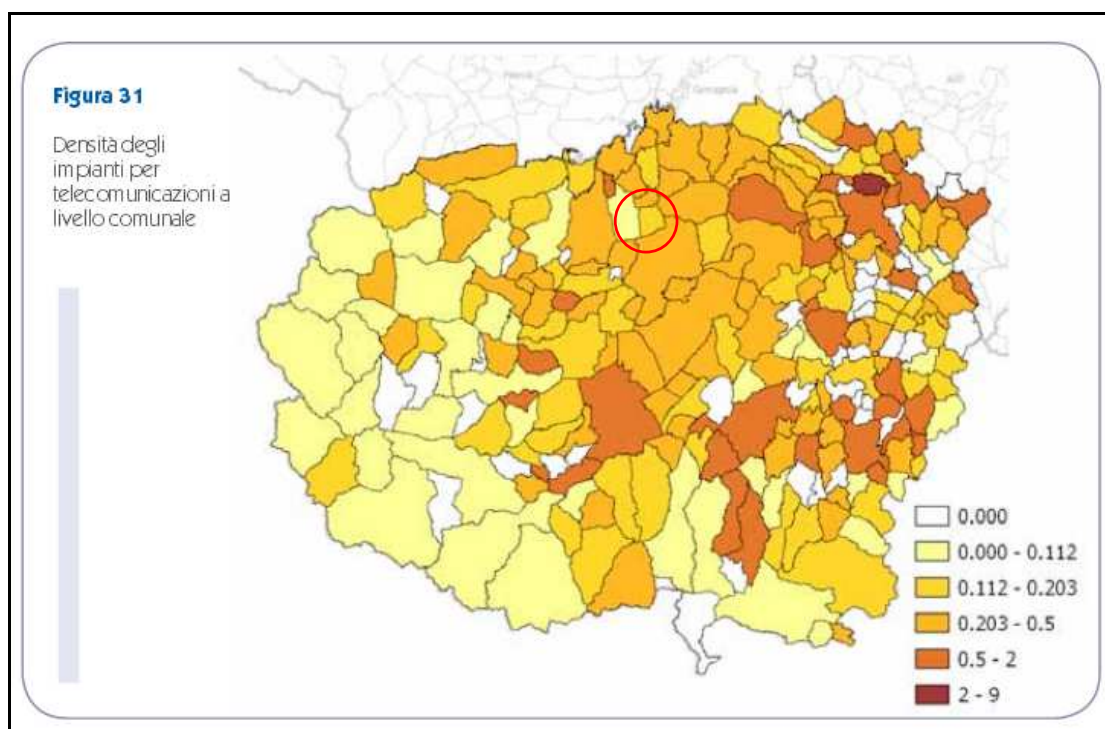 Figura 31
Densità degli
impianti per
telecomunicazioni a
livello comunale
0.000
0.000 - 0.112
0.112 - 0.203
0.203 - 0.5
0.5 - 2
2 - 9